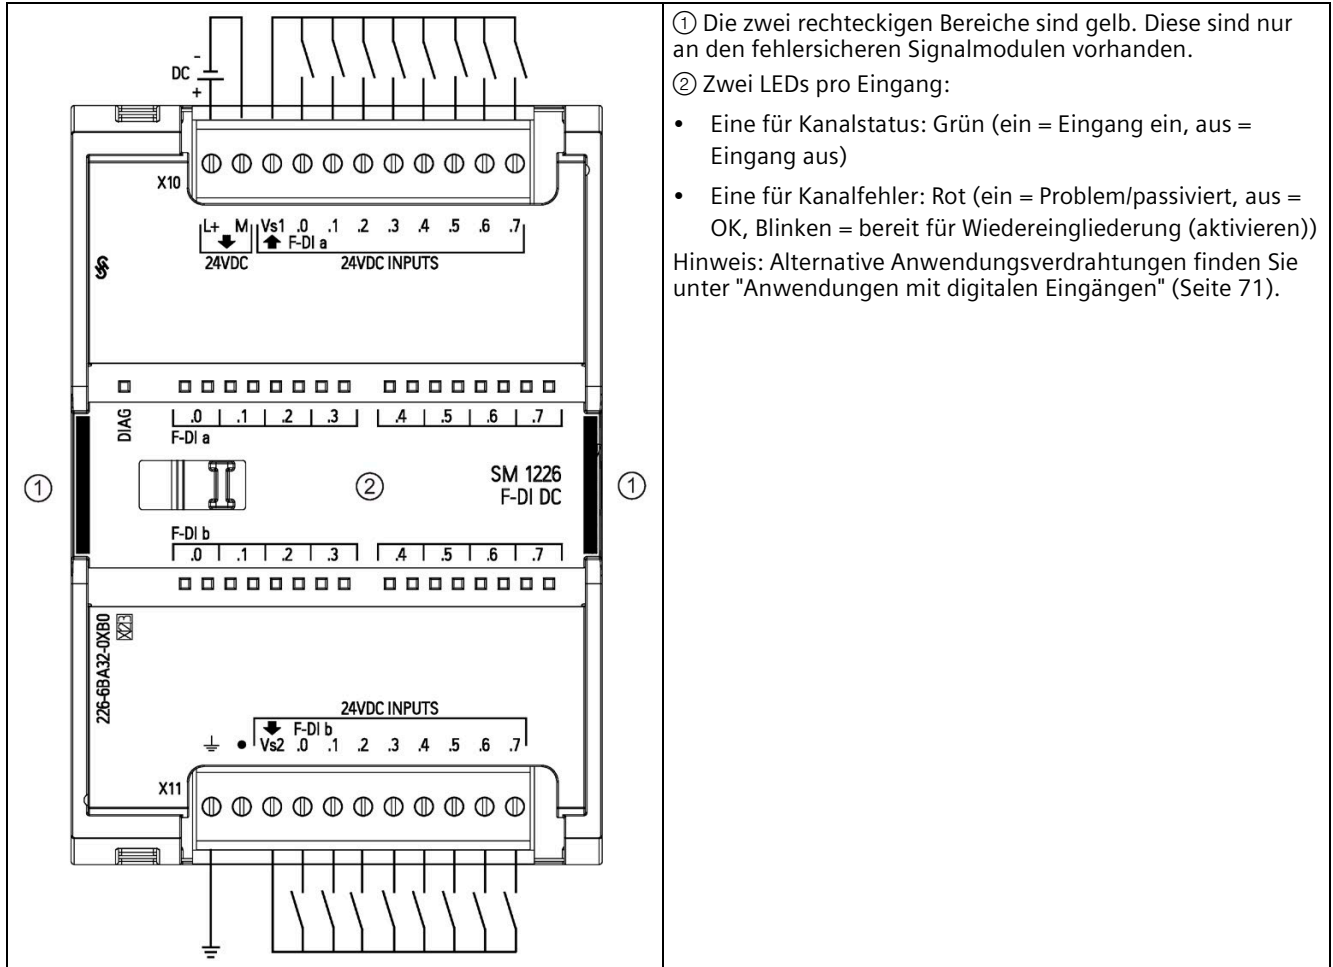 -
DC
+
X10
L+ M Vs1 .0 .1 .2 .3 .4 .5 .6 .7
F-DI a
24VDC 24VDC INPUTS
DIAG
.0 .1 .2 .3 .4 .5 .6 .7
F-DI a
① ② SM 1226 ①
F-DI DC
F-DI b
.0 .1 .2 .3 .4 .5 .6 .7
226-6BA32-0XB0
24VDC INPUTS
F-DI b
Vs2 .0 .1 .2 .3 .4 .5 .6 .7
X11
① Die zwei rechteckigen Bereiche sind gelb. Diese sind nur
an den fehlersicheren Signalmodulen vorhanden.
② Zwei LEDs pro Eingang:
• Eine für Kanalstatus: Grün (ein = Eingang ein, aus =
Eingang aus)
• Eine für Kanalfehler: Rot (ein = Problem/passiviert, aus =
OK, Blinken = bereit für Wiedereingliederung (aktivieren))
Hinweis: Alternative Anwendungsverdrahtungen finden Sie
unter "Anwendungen mit digitalen Eingängen" (Seite 71).